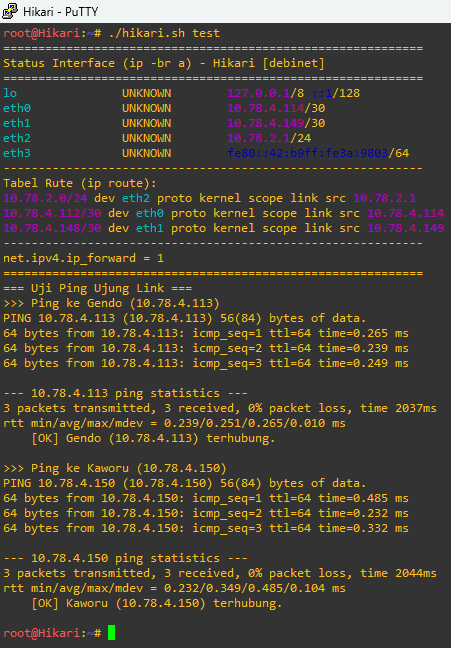 Hikari - PuTTY
root@Hikari:~# ./hikari.sh test
========================================================
Status Interface (ip -br a) - Hikari [debinet]
========================================================
lo UNKNOWN 127.0.0.1/8 ::1/128
eth0 UNKNOWN 10.78.4.114/30
eth1 UNKNOWN 10.78.4.149/30
eth2 UNKNOWN 10.78.2.1/24
eth3 UNKNOWN fe80::42:b9ff:fe3a:9803/64
--------------------------------------------------------
Tabel Rute (ip route):
10.78.2.0/24 dev eth2 proto kernel scope link src 10.78.2.1
10.78.4.112/30 dev eth0 proto kernel scope link src 10.78.4.114
10.78.4.148/30 dev eth1 proto kernel scope link src 10.78.4.149
--------------------------------------------------------
net.ipv4.ip_forward = 1
========================================================
=== Uji Ping Ujung Link ===
>>> Ping ke Gendo (10.78.4.113)
PING 10.78.4.113 (10.78.4.113) 56(84) bytes of data.
64 bytes from 10.78.4.113: icmp_seq=1 ttl=64 time=0.265 ms
64 bytes from 10.78.4.113: icmp_seq=2 ttl=64 time=0.239 ms
64 bytes from 10.78.4.113: icmp_seq=3 ttl=64 time=0.249 ms
--- 10.78.4.113 ping statistics ---
3 packets transmitted, 3 received, 0% packet loss, time 2037ms
rtt min/avg/max/mdev = 0.239/0.251/0.265/0.010 ms
[OK] Gendo (10.78.4.113) terhubung.
>>> Ping ke Kaworu (10.78.4.150)
PING 10.78.4.150 (10.78.4.150) 56(84) bytes of data.
64 bytes from 10.78.4.150: icmp_seq=1 ttl=64 time=0.485 ms
64 bytes from 10.78.4.150: icmp_seq=2 ttl=64 time=0.232 ms
64 bytes from 10.78.4.150: icmp_seq=3 ttl=64 time=0.332 ms
--- 10.78.4.150 ping statistics ---
3 packets transmitted, 3 received, 0% packet loss, time 2044ms
rtt min/avg/max/mdev = 0.232/0.349/0.485/0.104 ms
[OK] Kaworu (10.78.4.150) terhubung.
root@Hikari:~#